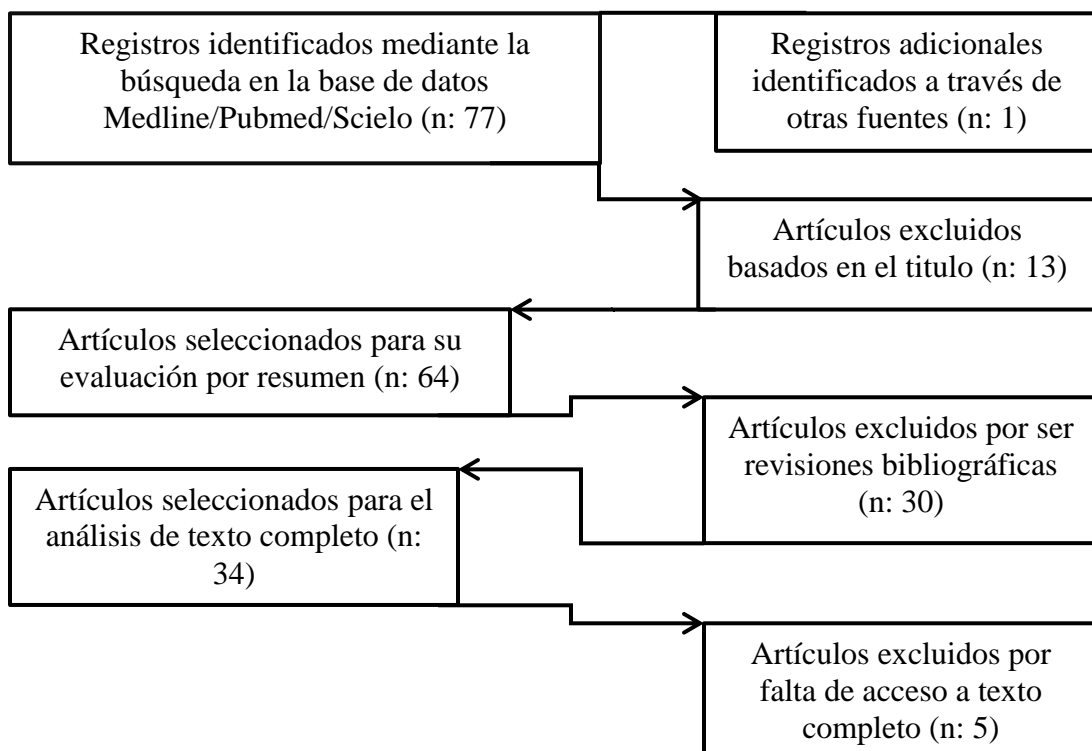 Registros identificados mediante la
búsqueda en la base de datos
Medline/Pubmed/Scielo (n: 77)
Registros adicionales
identificados a través de
otras fuentes (n: 1)
Artículos excluidos
basados en el titulo (n: 13)
Artículos seleccionados para su
evaluación por resumen (n: 64)
Artículos excluidos por ser
revisiones bibliográficas
(n: 30)
Artículos seleccionados para el
análisis de texto completo (n:
34)
Artículos excluidos por
falta de acceso a texto
completo (n: 5)